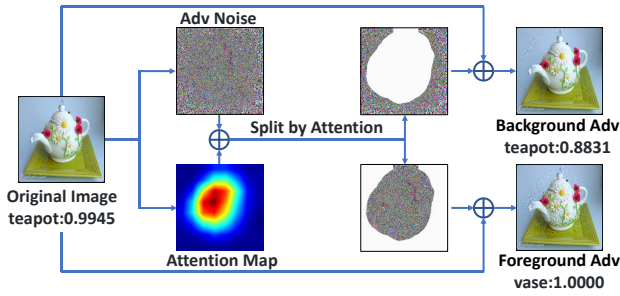 Adv Noise
Split by Attention
Original Image
teapot:0.9945
Attention Map
Background Adv
teapot:0.8831
Foreground Adv
vase:1.0000